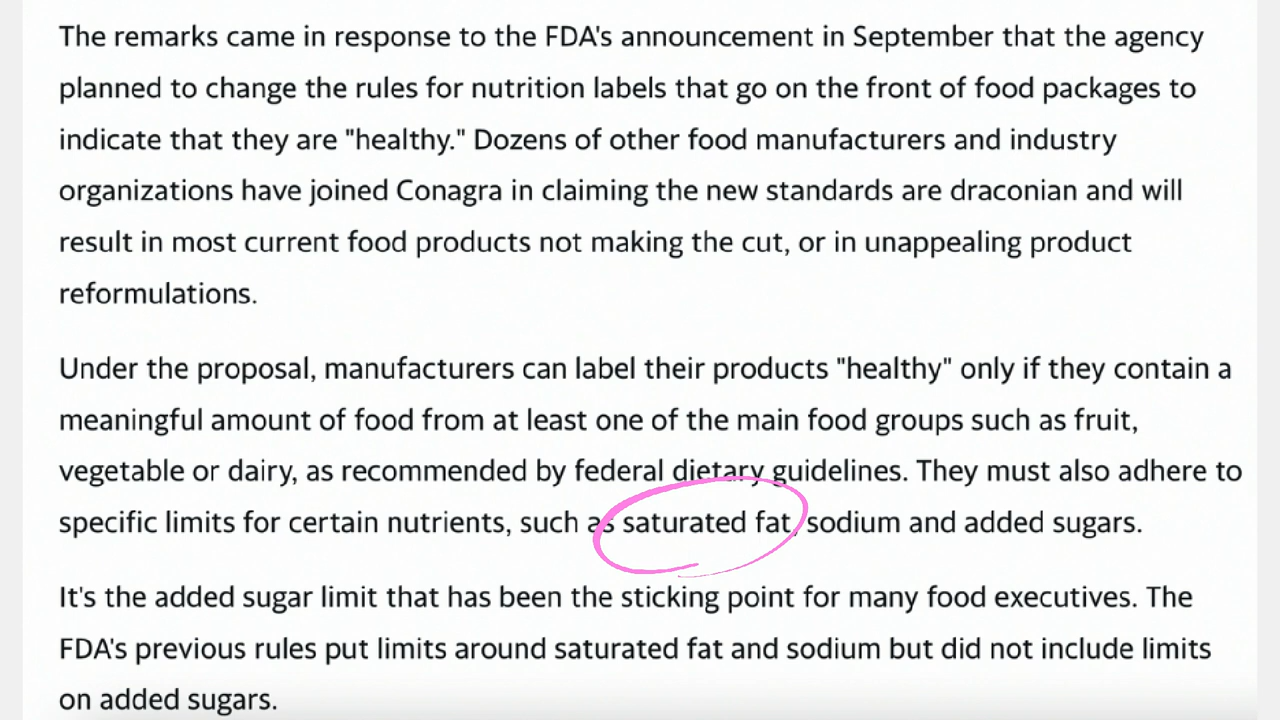 The remarks came in response to the FDA's announcement in September that the agency
planned to change the rules for nutrition labels that go on the front of food packages to
indicate that they are "healthy." Dozens of other food manufacturers and industry
organizations have joined Conagra in claiming the new standards are draconian and will
result in most current food products not making the cut, or in unappealing product
reformulations.
Under the proposal, manufacturers can label their products "healthy" only if they contain a
meaningful amount of food from at least one of the main food groups such as fruit,
vegetable or dairy, as recommended by federal dietary guidelines. They must also adhere to
specific limits for certain nutrients, such as saturated fat, sodium and added sugars.
It's the added sugar limit that has been the sticking point for many food executives. The
FDA's previous rules put limits around saturated fat and sodium but did not include limits
on added sugars.